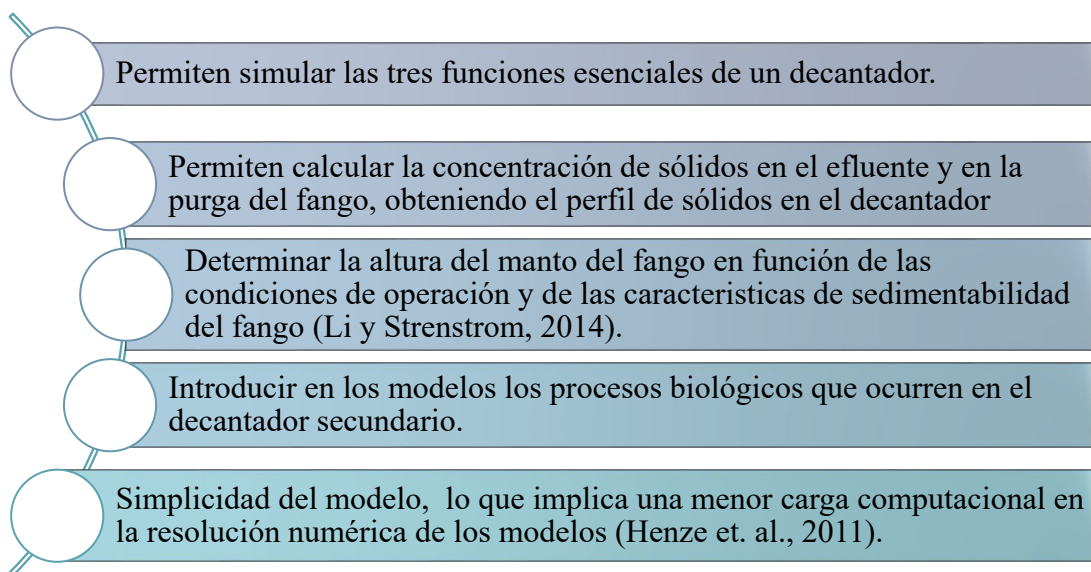 Permiten simular las tres funciones esenciales de un decantador.
Permiten calcular la concentración de sólidos en el efluente y en la
purga del fango, obteniendo el perfil de sólidos en el decantador
Determinar la altura del manto del fango en función de las
condiciones de operación y de las caracteristicas de sedimentabilidad
del fango (Li y Strenstrom, 2014).
Introducir en los modelos los procesos biológicos que ocurren en el
decantador secundario.
Simplicidad del modelo,  lo que implica una menor carga computacional en
la resolución numérica de los modelos (Henze et. al., 2011).